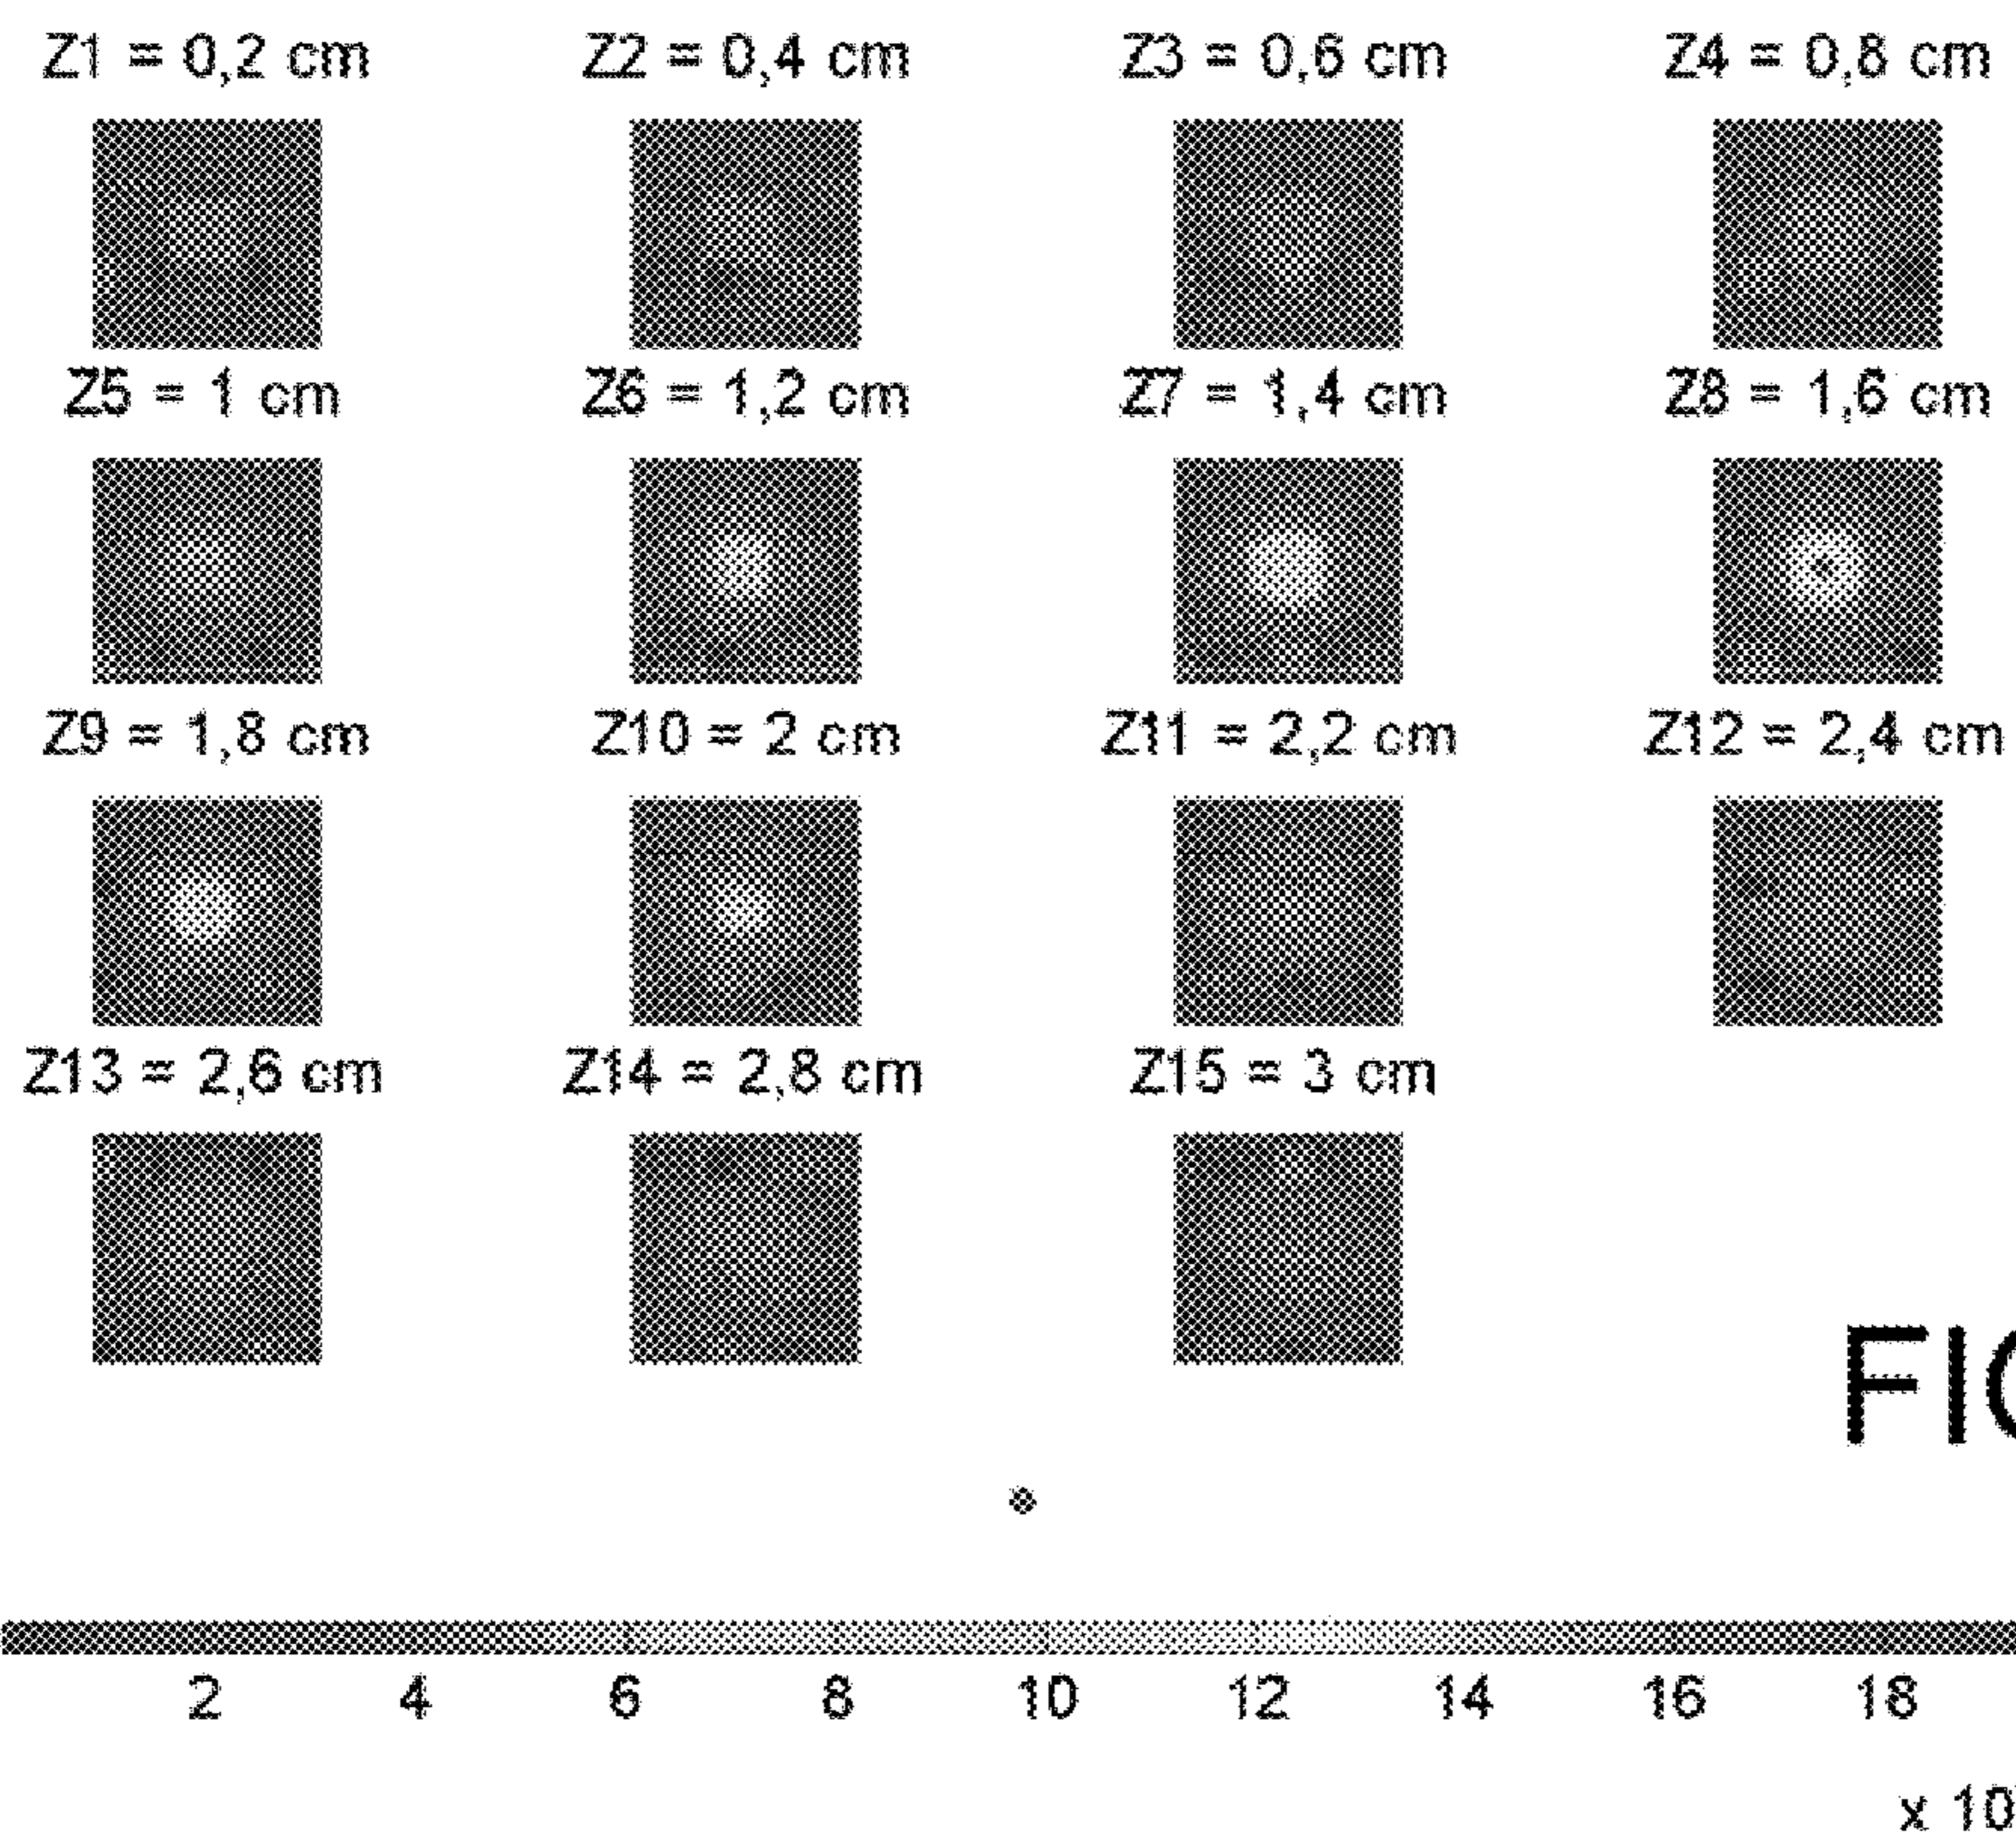 Z1 = 0,2 cm Z2 = 0,4 cm Z3 = 0,6 cm Z4 = 0,8 cm
Z5 = 1 cm Z6 = 1,2 cm Z7 = 1,4 cm Z8 = 1,6 cm
Z9 = 1,8 cm Z10 = 2 cm Z11 = 2,2 cm Z12 = 2,4 cm
Z13 = 2,6 cm Z14 = 2,8 cm Z15 = 3 cm
2 4 6 8 10 12 14 16 18
x 10